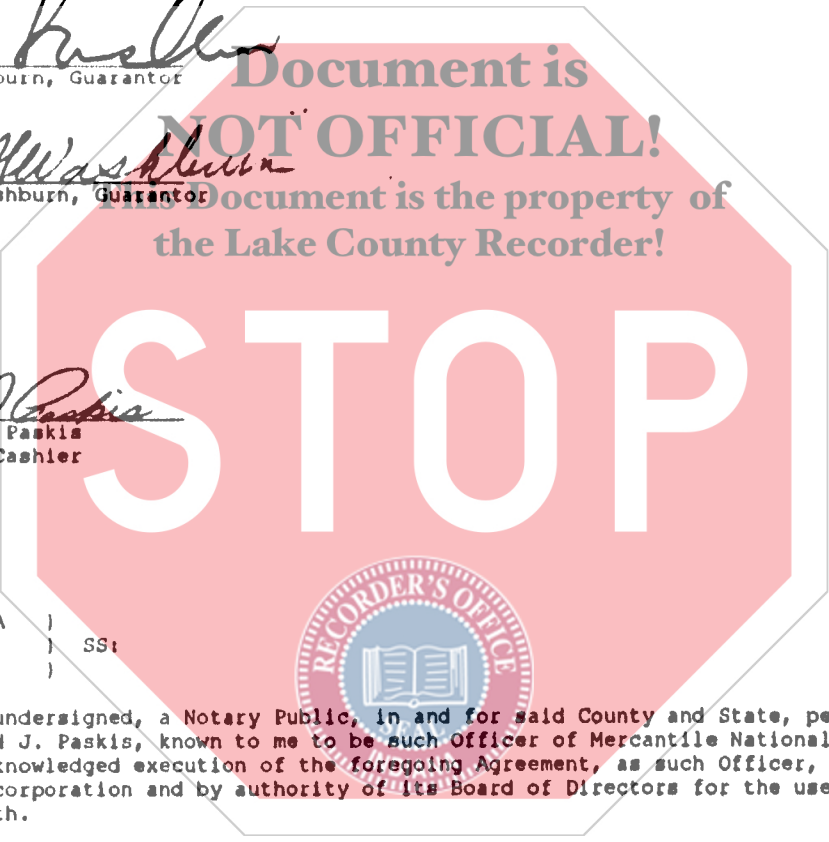 burn, Guarantor
Document is
NOT OFFICIAL!
Washburn
shburn, Guarantor
This Document is the property of
the Lake County Recorder!
STOP
Paskis
Paskis
Cashier
RECORDER'S OFFICE
A )
) SS:
)
undersigned, a Notary Public, in and for said County and State, pe
J. Paskis, known to me to be such Officer of Mercantile National
knowledged execution of the foregoing Agreement, as such Officer,
corporation and by authority of its Board of Directors for the use
th.